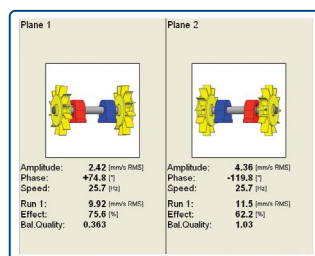 Plane 1
Amplitude: 2.42 [mm/s RMS]
Phase: +74.8 [°]
Speed: 25.7 [Hz]
Run 1: 9.92 [mm/s RMS]
Effect: 75.6 [%]
Bal.Quality: 0.363
Plane 2
Amplitude: 4.36 [mm/s RMS]
Phase: -119.8 [°]
Speed: 25.7 [Hz]
Run 1: 11.5 [mm/s RMS]
Effect: 62.2 [%]
Bal.Quality: 1.03